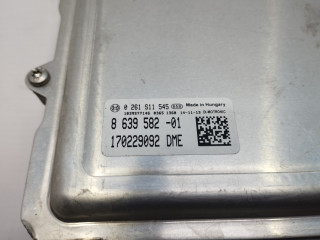 0 261 S11 545 Made in Hungary
8 639 582 -01
170229092 DME